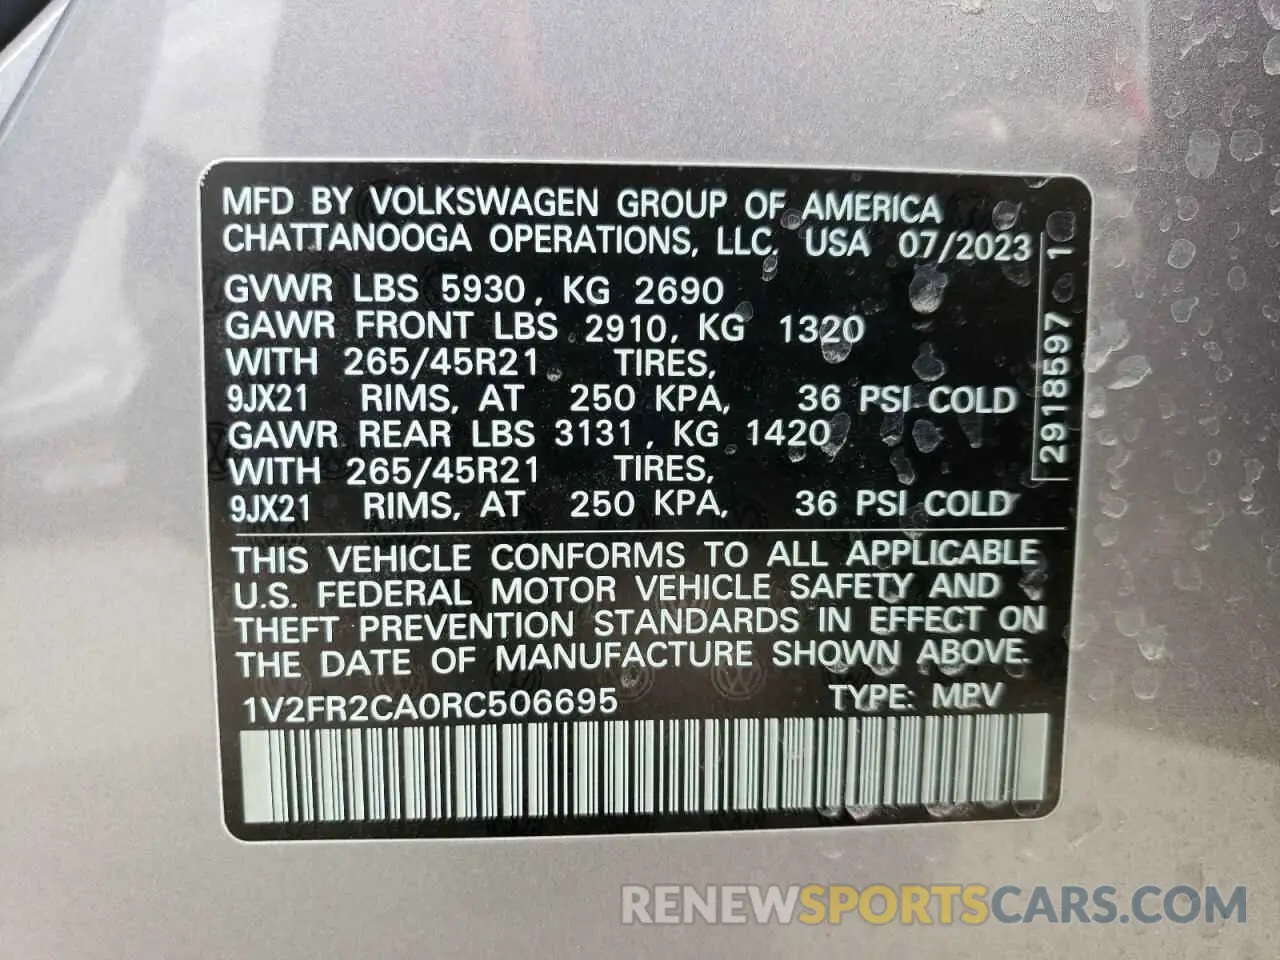 MFD BY VOLKSWAGEN GROUP OF AMERICA
CHATTANOOGA OPERATIONS, LLC. USA 07/2023
GVWR LBS 5930, KG 2690
GAWR FRONT LBS 2910, KG 1320
WITH 265/45R21 TIRES,
9JX21 RIMS, AT 250 KPA, 36 PSI COLD
GAWR REAR LBS 3131, KG 1420
WITH 265/45R21 TIRES,
9JX21 RIMS, AT 250 KPA, 36 PSI COLD
2918597 1
THIS VEHICLE CONFORMS TO ALL APPLICABLE
U.S. FEDERAL MOTOR VEHICLE SAFETY AND
THEFT PREVENTION STANDARDS IN EFFECT ON
THE DATE OF MANUFACTURE SHOWN ABOVE.
1V2FR2CA0RC506695 TYPE: MPV
RENEWSPORTSCARS.COM